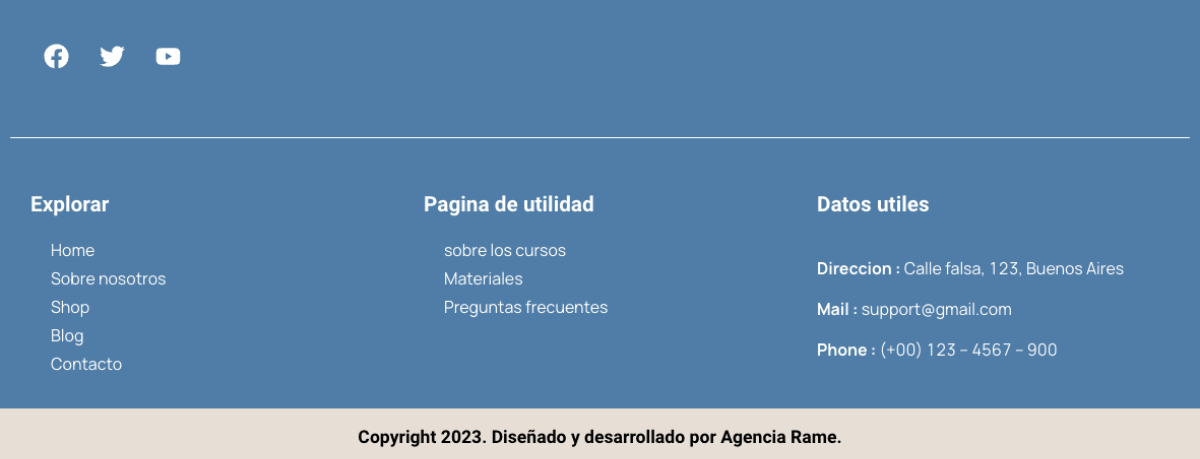 Explorar
Home
Sobre nosotros
Shop
Blog
Contacto
Pagina de utilidad
sobre los cursos
Materiales
Preguntas frecuentes
Datos utiles
Direccion : Calle falsa, 123, Buenos Aires
Mail : support@gmail.com
Phone : (+00) 123 – 4567 – 900
Copyright 2023. Diseñado y desarrollado por Agencia Rame.